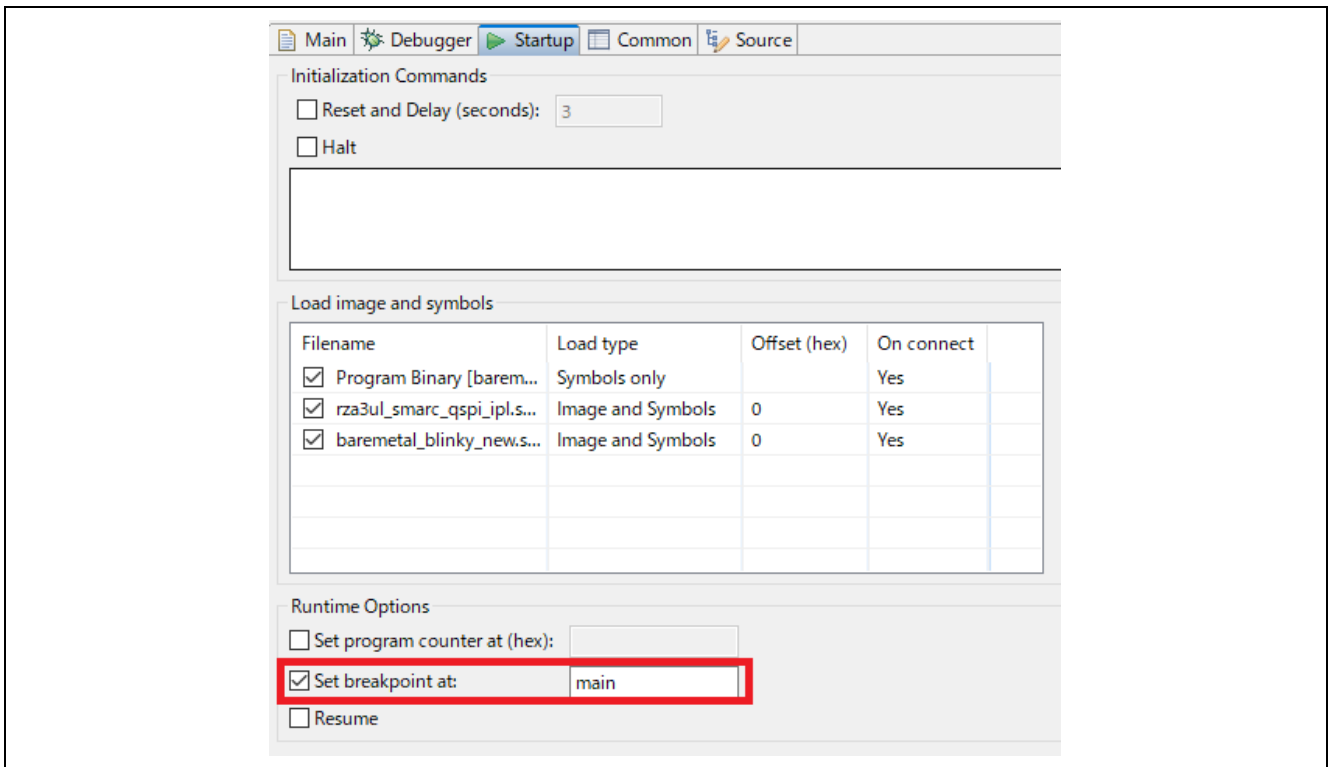 Main Debugger Startup Common Source
Initialization Commands
Reset and Delay (seconds): 3
Halt
Load image and symbols
Filename Load type Offset (hex) On connect
Program Binary [barem... Symbols only Yes
rza3ul_smarc_qspi_ipl.s... Image and Symbols 0 Yes
baremetal_blinky_new.s... Image and Symbols 0 Yes
Runtime Options
Set program counter at (hex):
Set breakpoint at: main
Resume